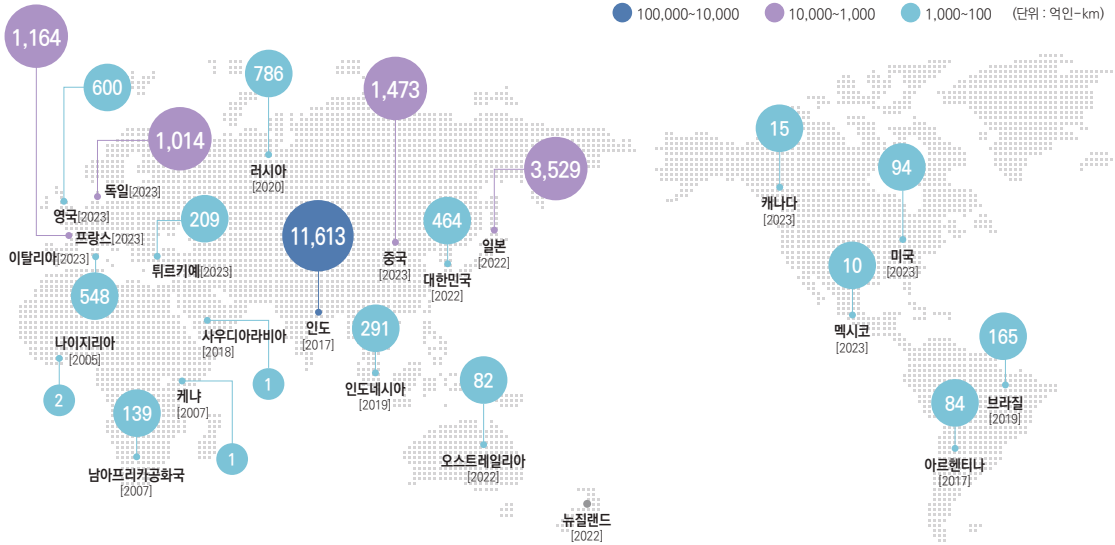 100,000~10,000 10,000~1,000 1,000~100 (단위 : 억인-km)
1,164
600
1,014
786
1,473
3,529
독일[2023]
영국[2023]
프랑스[2023]
이탈리아[2023]
548
209
튀르키예[2023]
러시아
[2020]
11,613
인도
[2017]
중국
[2023]
464
대한민국
[2022]
일본
[2022]
나이지리아
[2005]
2
사우디아라비아
[2018]
1
케냐
[2007]
1
139
남아프리카공화국
[2007]
291
인도네시아
[2019]
82
오스트레일리아
[2022]
뉴질랜드
[2022]
15
캐나다
[2023]
94
미국
[2023]
10
멕시코
[2023]
165
브라질
[2019]
84
아르헨티나
[2017]